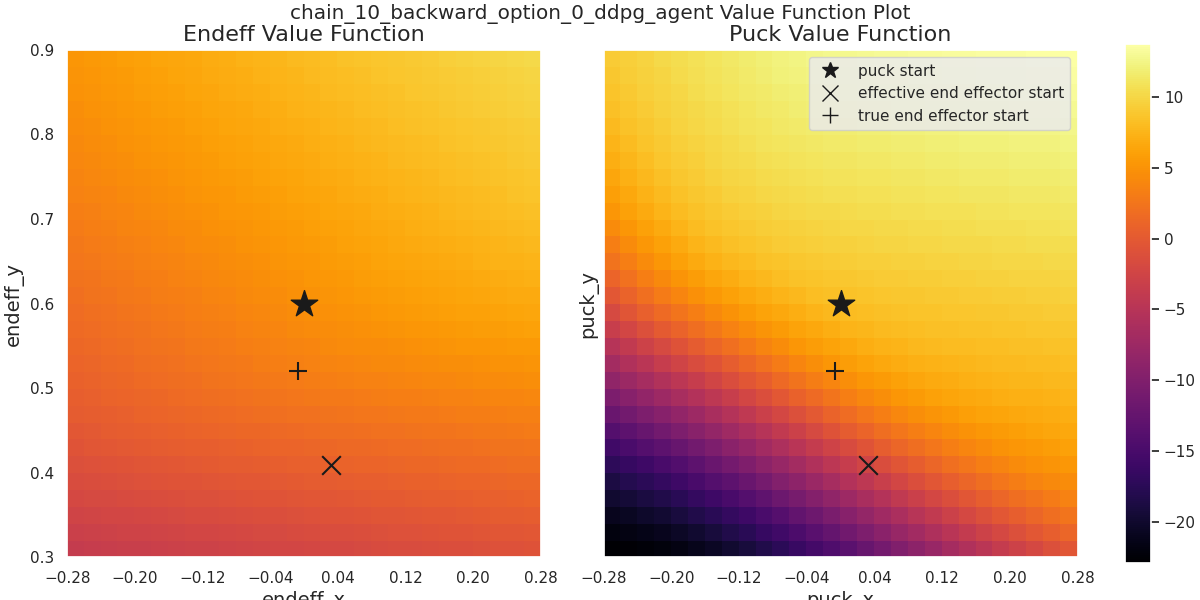 chain_10_backward_option_0_ddpg_agent Value Function Plot
Endeff Value Function
Puck Value Function
puck start
effective end effector start
true end effector start
endeff_y
0.9
0.8
0.7
0.6
0.5
0.4
0.3
puck_y
10
5
0
−5
−10
−15
−20
−0.28 −0.20 −0.12 −0.04 0.04 0.12 0.20 0.28
−0.28 −0.20 −0.12 −0.04 0.04 0.12 0.20 0.28
endeff_x
puck_x